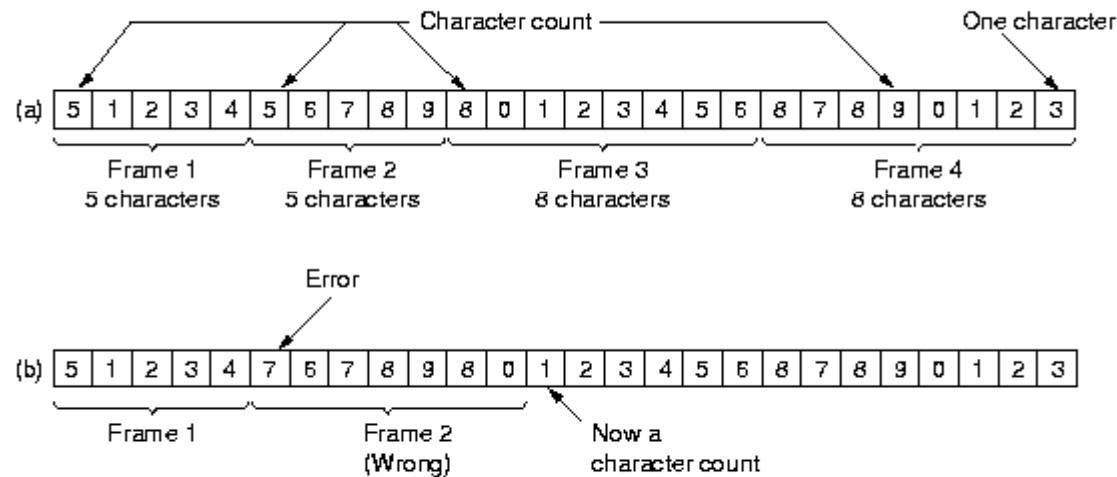 Character count One character
(a) 5 1 2 3 4 5 6 7 8 9 8 0 1 2 3 4 5 6 8 7 8 9 0 1 2 3
Frame 1 Frame 2 Frame 3 Frame 4
5 characters 5 characters 8 characters 8 characters
Error
(b) 5 1 2 3 4 7 6 7 8 9 8 0 1 2 3 4 5 6 8 7 8 9 0 1 2 3
Frame 1 Frame 2 Now a
(Wrong) character count